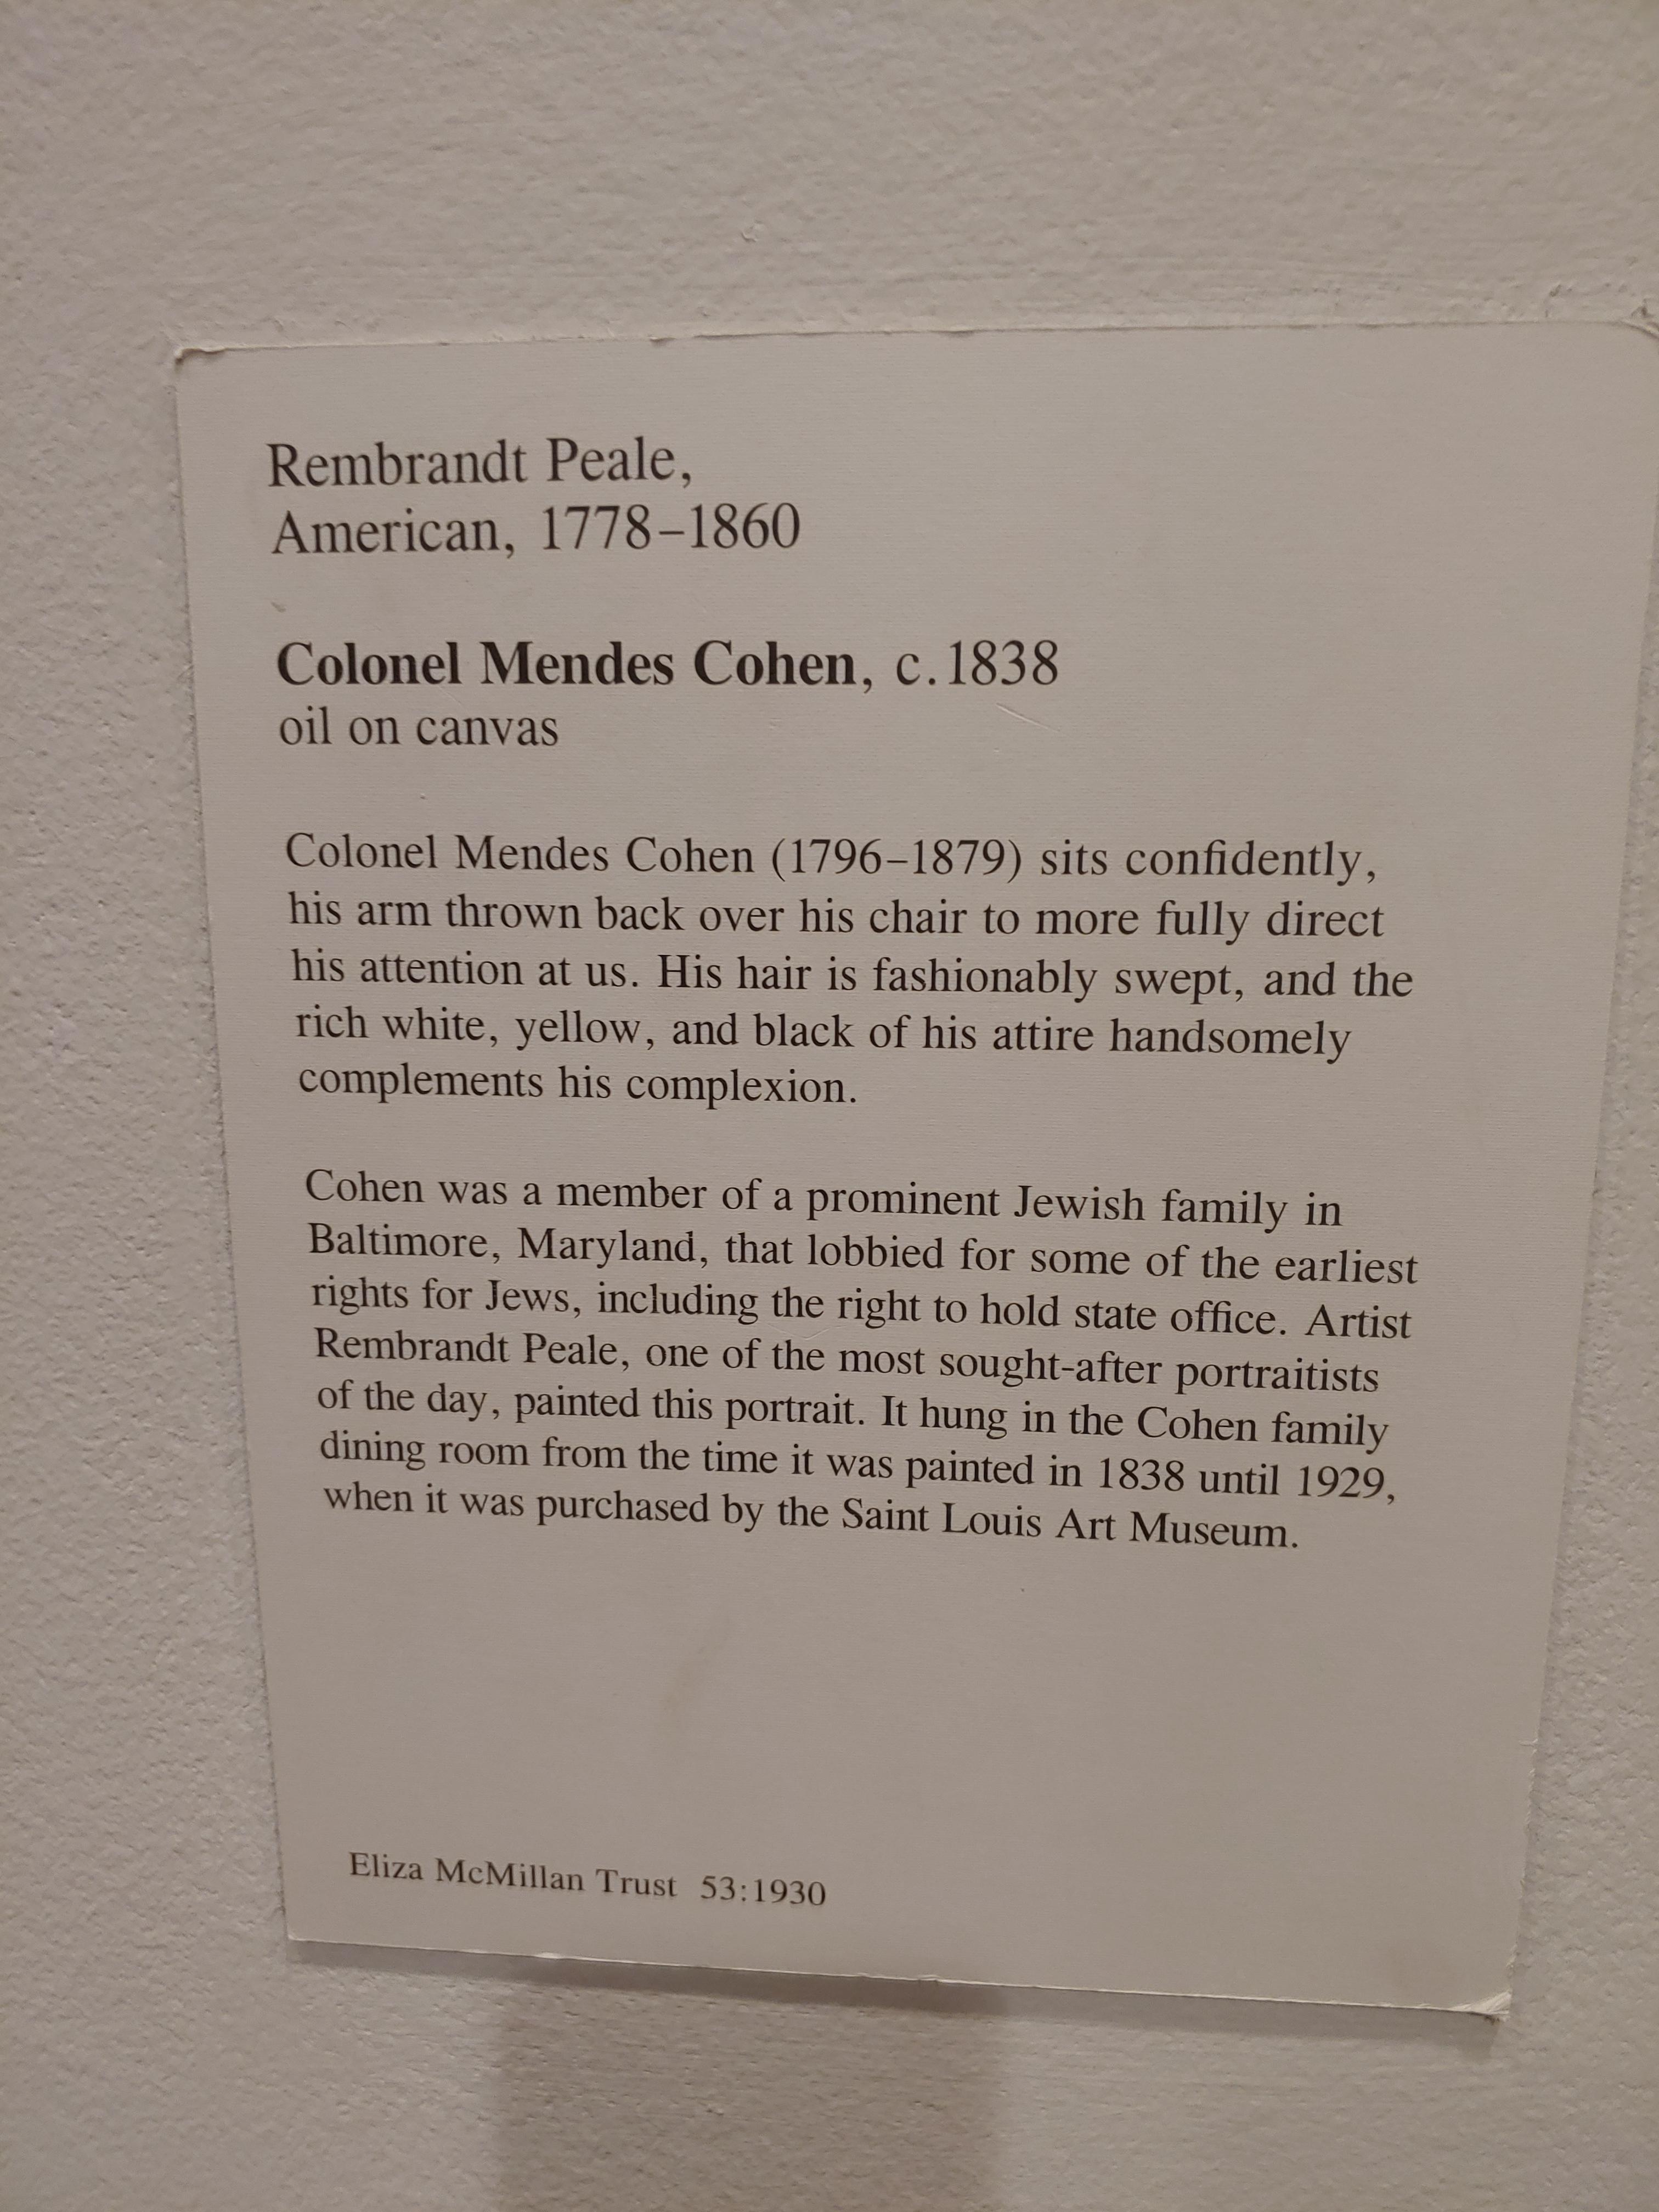 Rembrandt Peale,
American, 1778–1860
Colonel Mendes Cohen, c.1838
oil on canvas
Colonel Mendes Cohen (1796–1879) sits confidently,
his arm thrown back over his chair to more fully direct
his attention at us. His hair is fashionably swept, and the
rich white, yellow, and black of his attire handsomely
complements his complexion.
Cohen was a member of a prominent Jewish family in
Baltimore, Maryland, that lobbied for some of the earliest
rights for Jews, including the right to hold state office. Artist
Rembrandt Peale, one of the most sought-after portraitists
of the day, painted this portrait. It hung in the Cohen family
dining room from the time it was painted in 1838 until 1929,
when it was purchased by the Saint Louis Art Museum.
Eliza McMillan Trust 53:1930